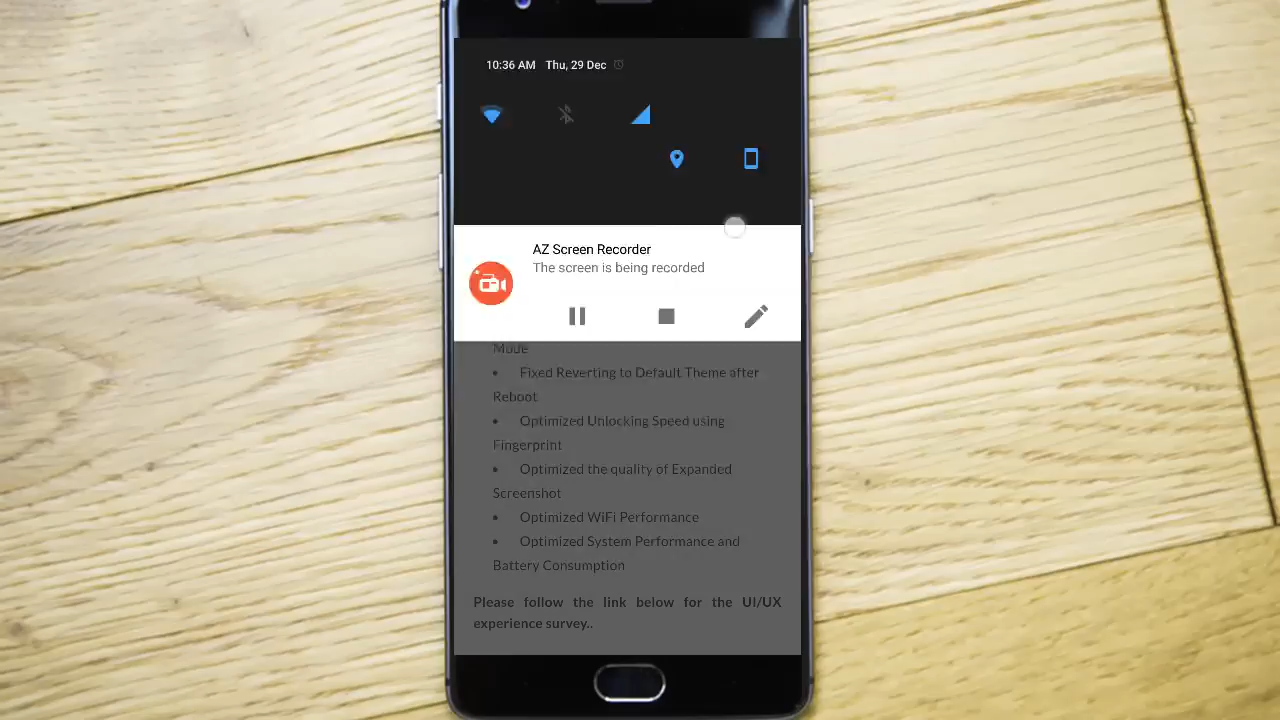 10:36 AM Thu, 29 Dec
AZ Screen Recorder
The screen is being recorded
Mode
• Fixed Reverting to Default Theme after
Reboot
• Optimized Unlocking Speed using
Fingerprint
• Optimized the quality of Expanded
Screenshot
• Optimized WiFi Performance
• Optimized System Performance and
Battery Consumption
Please follow the link below for the UI/UX
experience survey..